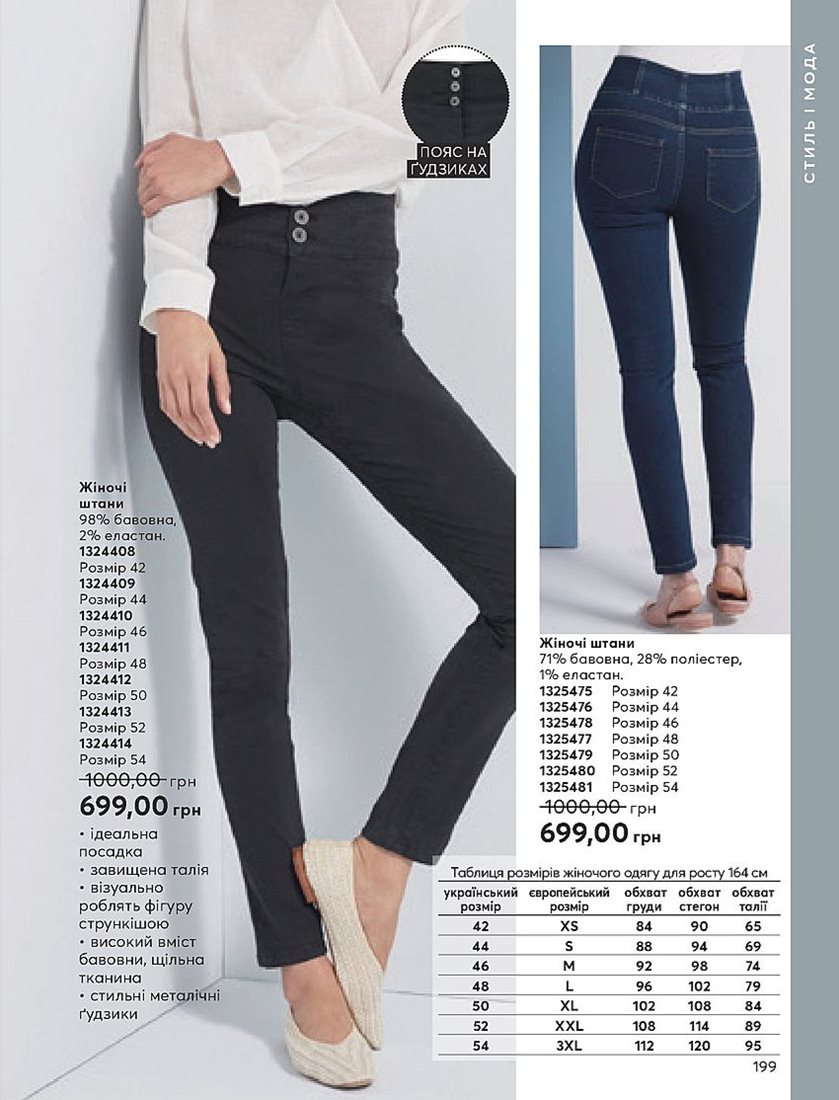 СТИЛЬ І МОДА
ПОЯС НА
ҐУДЗИКАХ
Жіночі
штани
98% бавовна,
2% еластан.
1324408
Розмір 42
1324409
Розмір 44
1324410
Розмір 46
1324411
Розмір 48
1324412
Розмір 50
1324413
Розмір 52
1324414
Розмір 54
1000,00 грн
699,00 грн
• ідеальна
посадка
• завищена талія
• візуально
роблять фігуру
стрункішою
• високий вміст
бавовни, щільна
тканина
• стильні металічні
ґудзики
Жіночі штани
71% бавовна, 28% поліестер,
1% еластан.
1325475 Розмір 42
1325476 Розмір 44
1325478 Розмір 46
1325477 Розмір 48
1325479 Розмір 50
1325480 Розмір 52
1325481 Розмір 54
1000,00 грн
699,00 грн
Таблиця розмірів жіночого одягу для росту 164 см
український розмір європейський розмір обхват груди обхват стегон обхват талії
42 XS 84 90 65
44 S 88 94 69
46 M 92 98 74
48 L 96 102 79
50 XL 102 108 84
52 XXL 108 114 89
54 3XL 112 120 95
199